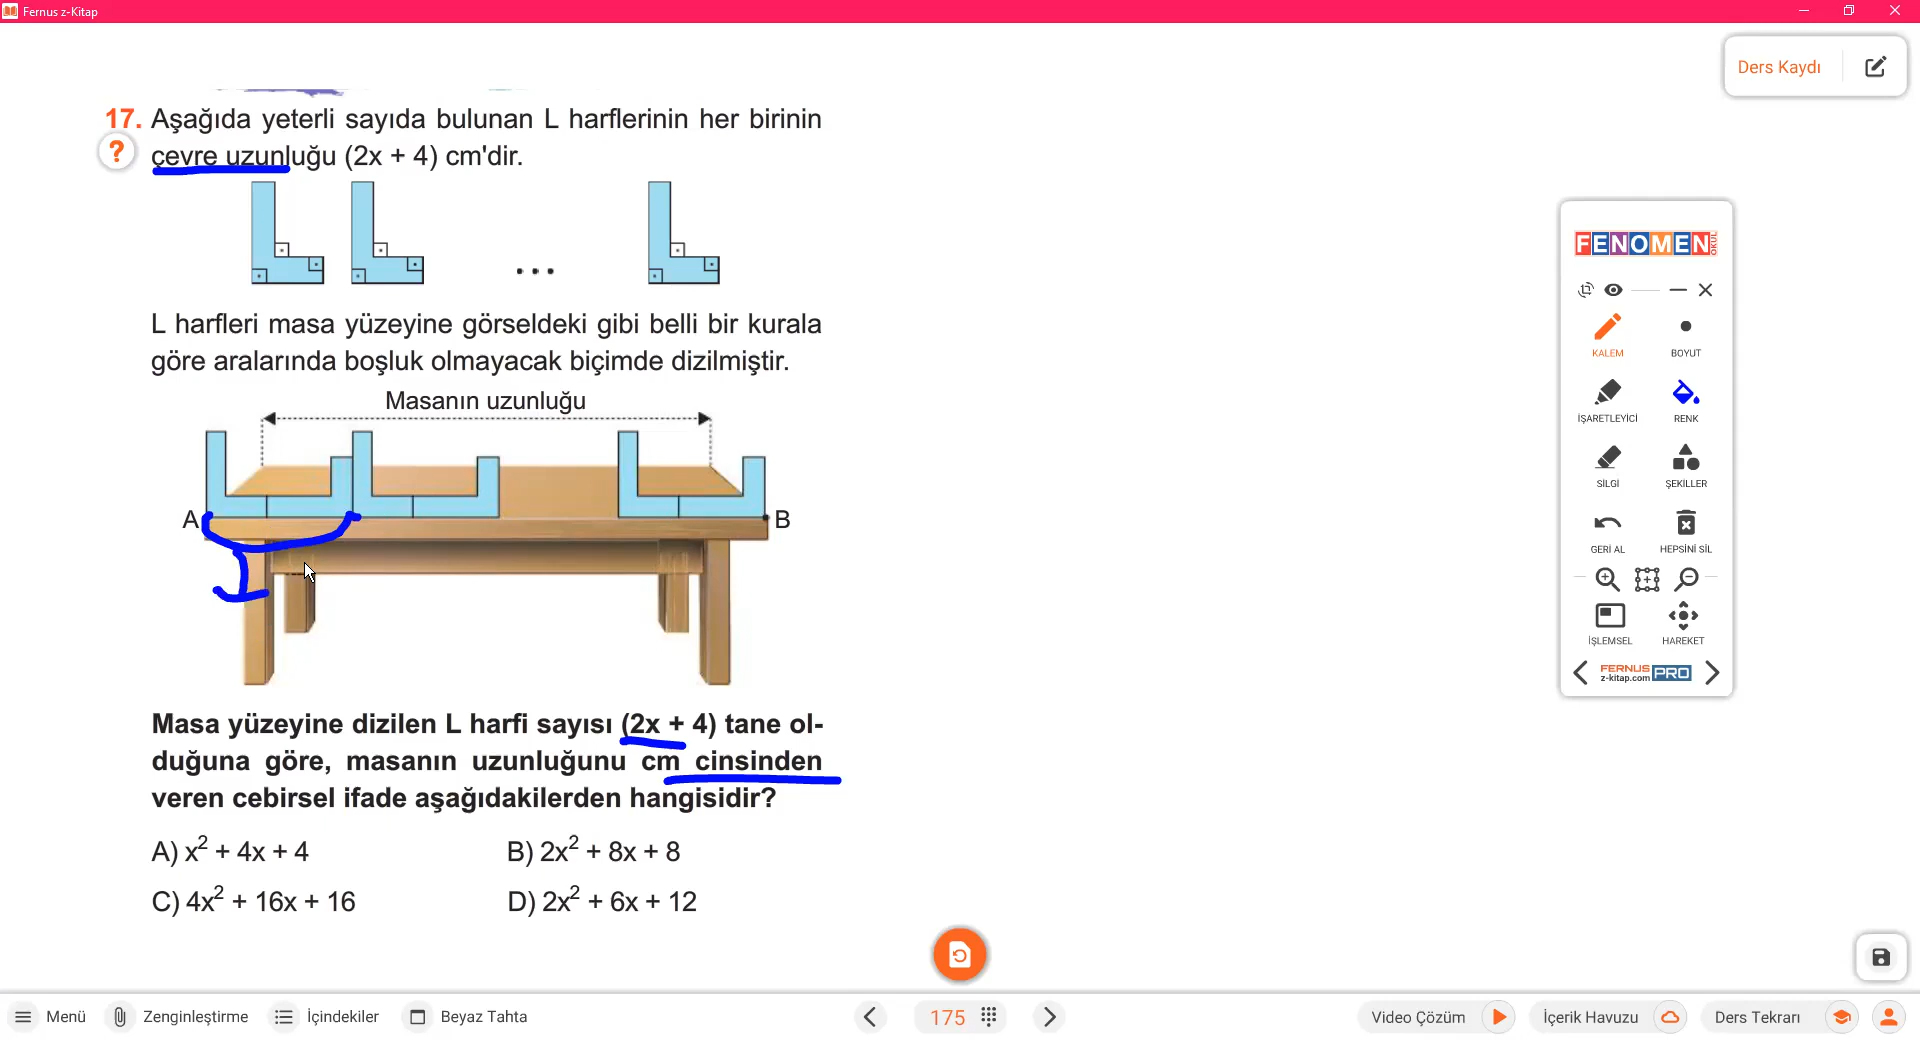 Fernus z-Kitap
Ders Kaydı
17. Aşağıda yeterli sayıda bulunan L harflerinin her birinin
? çevre uzunluğu (2x + 4) cm'dir.
...
L harfleri masa yüzeyine görseldeki gibi belli bir kurala
göre aralarında boşluk olmayacak biçimde dizilmiştir.
Masanın uzunluğu
A
B
Masa yüzeyine dizilen L harfi sayısı (2x + 4) tane ol-
duğuna göre, masanın uzunluğunu cm cinsinden
veren cebirsel ifade aşağıdakilerden hangisidir?
A) x² + 4x + 4
B) 2x² + 8x + 8
C) 4x² + 16x + 16
D) 2x² + 6x + 12
FENOMEN OKUL
KALEM
BOYUT
İŞARETLEYİCİ
RENK
SİLGİ
ŞEKİLLER
GERİ AL
HEPSİNİ SİL
İŞLEMSEL
HAREKET
FERNUS
z-kitap.com PRO
Menü
Zenginleştirme
İçindekiler
Beyaz Tahta
175
Video Çözüm
İçerik Havuzu
Ders Tekrarı